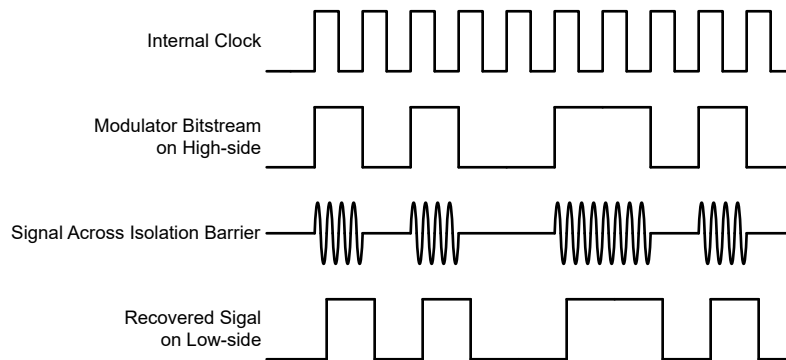 Internal Clock
Modulator Bitstream
on High-side
Signal Across Isolation Barrier
Recovered Sigal
on Low-side